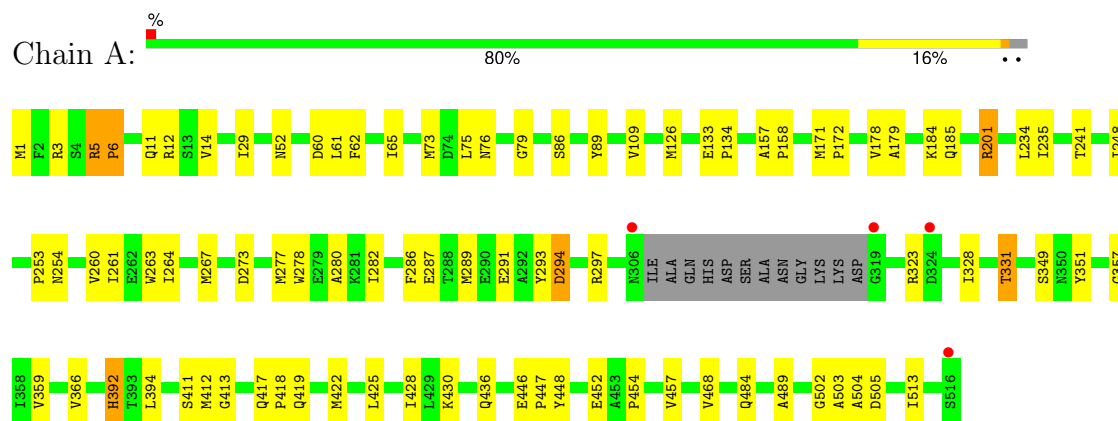 %
Chain A:
80% 16% • •
M1 F2 R3 S4 R5 P6 Q11 R12 S13 V14 I29 N52 D60 L61 F62 I65 M73 D74 L75 N76 G79 S86 Y89 V109 M126 E133 P134 A157 P158 M171 P172 V178 A179 K184 Q185 R201 L234 I235 T241
P253 N254 V260 I261 E262 W263 I264 M267 D273 M277 W278 E279 A280 K281 I282 F286 E287 T288 M289 E290 E291 A292 Y293 D294 R297 N306 ILE ALA GLN HIS ASP SER ALA ASN GLY LYS LYS ASP G319 R323 D324 I328 T331 S349 N350 Y351 G357
I358 V359 V366 H392 T393 L394 S411 M412 G413 Q417 P418 Q419 M422 L425 I428 L429 K430 Q436 E446 P447 Y448 E452 A453 P454 V457 V468 Q484 A489 G502 A503 A504 D505 I513 S516